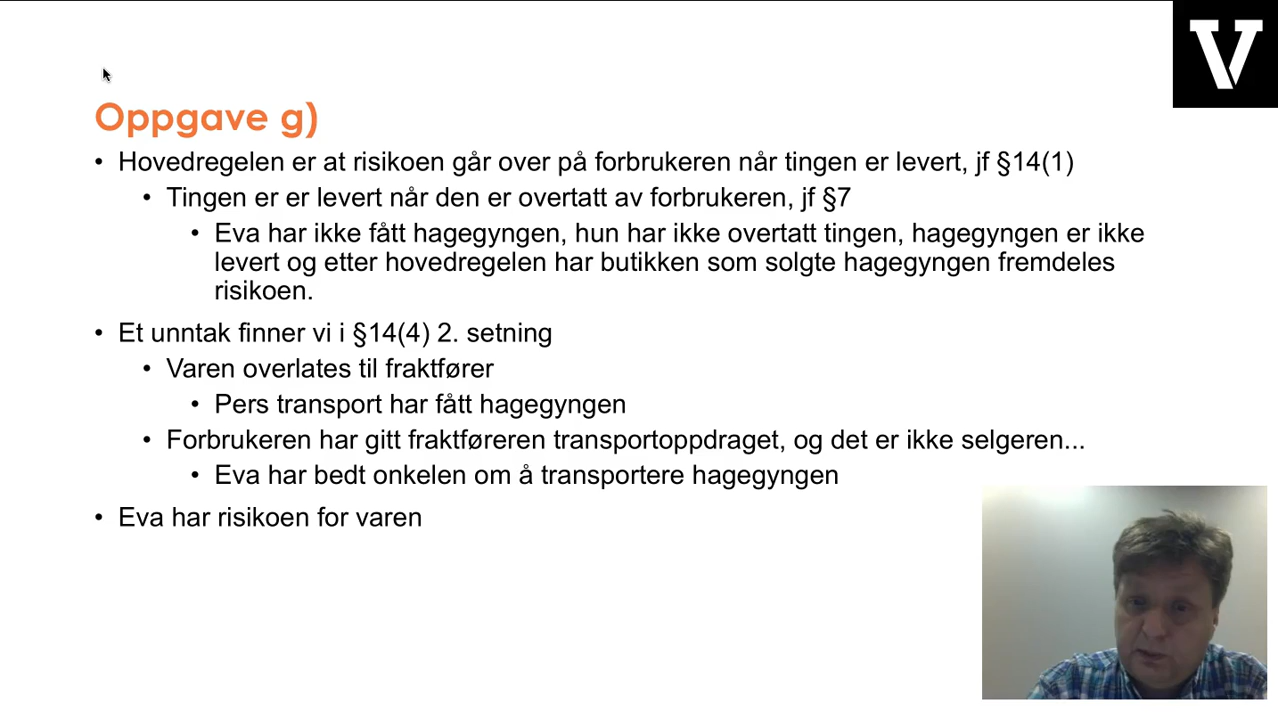 V
Oppgave g)
• Hovedregelen er at risikoen går over på forbrukeren når tingen er levert, jf §14(1)
• Tingen er er levert når den er overtatt av forbrukeren, jf §7
• Eva har ikke fått hagegyngen, hun har ikke overtatt tingen, hagegyngen er ikke
levert og etter hovedregelen har butikken som solgte hagegyngen fremdeles
risikoen.
• Et unntak finner vi i §14(4) 2. setning
• Varen overlates til fraktfører
• Pers transport har fått hagegyngen
• Forbrukeren har gitt fraktføreren transportoppdraget, og det er ikke selgeren...
• Eva har bedt onkelen om å transportere hagegyngen
• Eva har risikoen for varen